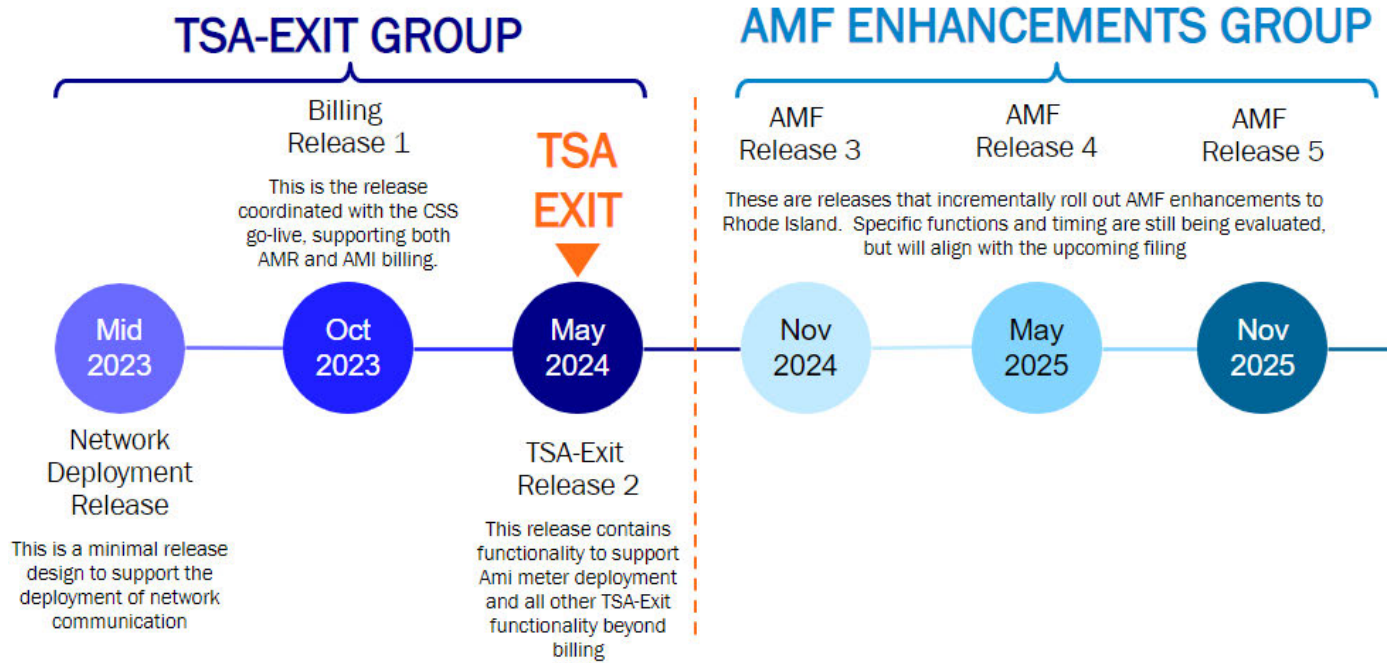 TSA-EXIT GROUP
AMF ENHANCEMENTS GROUP
Billing
Release 1
This is the release
coordinated with the CSS
go-live, supporting both
AMR and AMI billing.
TSA
EXIT
AMF
Release 3
AMF
Release 4
AMF
Release 5
These are releases that incrementally roll out AMF enhancements to
Rhode Island.  Specific functions and timing are still being evaluated,
but will align with the upcoming filing
Mid
2023
Oct
2023
May
2024
Nov
2024
May
2025
Nov
2025
Network
Deployment
Release
This is a minimal release
design to support the
deployment of network
communication
TSA-Exit
Release 2
This release contains
functionality to support
Ami meter deployment
and all other TSA-Exit
functionality beyond
billing